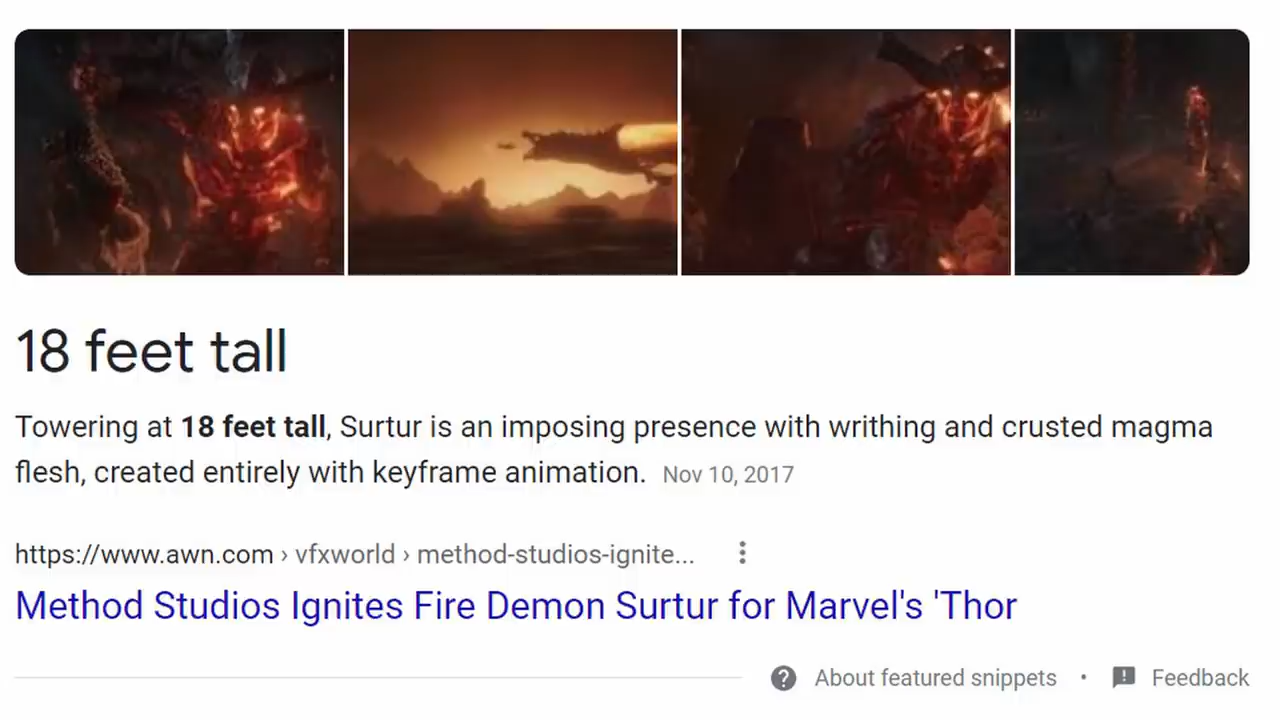 18 feet tall
Towering at 18 feet tall, Surtur is an imposing presence with writhing and crusted magma
flesh, created entirely with keyframe animation. Nov 10, 2017
https://www.awn.com › vfxworld › method-studios-ignite...
Method Studios Ignites Fire Demon Surtur for Marvel's 'Thor
About featured snippets • Feedback